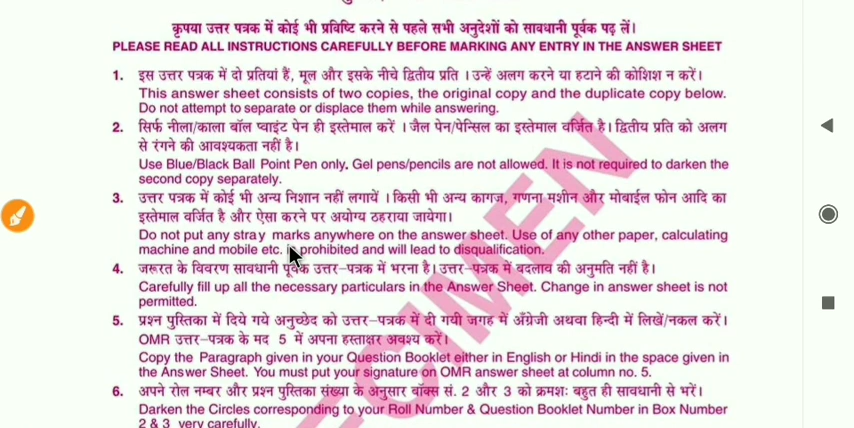 कृपया उत्तर पत्रक में कोई भी प्रविष्टि करने से पहले सभी अनुदेशों को सावधानी पूर्वक पढ़ लें।
PLEASE READ ALL INSTRUCTIONS CAREFULLY BEFORE MARKING ANY ENTRY IN THE ANSWER SHEET
1. इस उत्तर पत्रक में दो प्रतियां हैं, मूल और इसके नीचे द्वितीय प्रति । उन्हें अलग करने या हटाने की कोशिश न करें।
This answer sheet consists of two copies, the original copy and the duplicate copy below.
Do not attempt to separate or displace them while answering.
2. सिर्फ नीला/काला बॉल प्वाइंट पेन ही इस्तेमाल करें । जैल पेन/पेन्सिल का इस्तेमाल वर्जित है। द्वितीय प्रति को अलग
से रंगने की आवश्यकता नहीं है।
Use Blue/Black Ball Point Pen only. Gel pens/pencils are not allowed. It is not required to darken the
second copy separately.
3. उत्तर पत्रक में कोई भी अन्य निशान नहीं लगायें । किसी भी अन्य कागज, गणना मशीन और मोबाईल फोन आदि का
इस्तेमाल वर्जित है और ऐसा करने पर अयोग्य ठहराया जायेगा।
Do not put any stray marks anywhere on the answer sheet. Use of any other paper, calculating
machine and mobile etc. is prohibited and will lead to disqualification.
4. जरूरत के विवरण सावधानी पूर्वक उत्तर–पत्रक में भरना है। उत्तर–पत्रक में बदलाव की अनुमति नहीं है।
Carefully fill up all the necessary particulars in the Answer Sheet. Change in answer sheet is not
permitted.
5. प्रश्न पुस्तिका में दिये गये अनुच्छेद को उत्तर–पत्रक में दी गयी जगह में अँग्रेजी अथवा हिन्दी में लिखें/नकल करें।
OMR उत्तर–पत्रक के मद 5 में अपना हस्ताक्षर अवश्य करें।
Copy the Paragraph given in your Question Booklet either in English or Hindi in the space given in
the Answer Sheet. You must put your signature on OMR answer sheet at column no. 5.
6. अपने रोल नम्बर और प्रश्न पुस्तिका संख्या के अनुसार बॉक्स सं. 2 और 3 को क्रमशः बहुत ही सावधानी से भरें।
Darken the Circles corresponding to your Roll Number & Question Booklet Number in Box Number
2 & 3 very carefully.